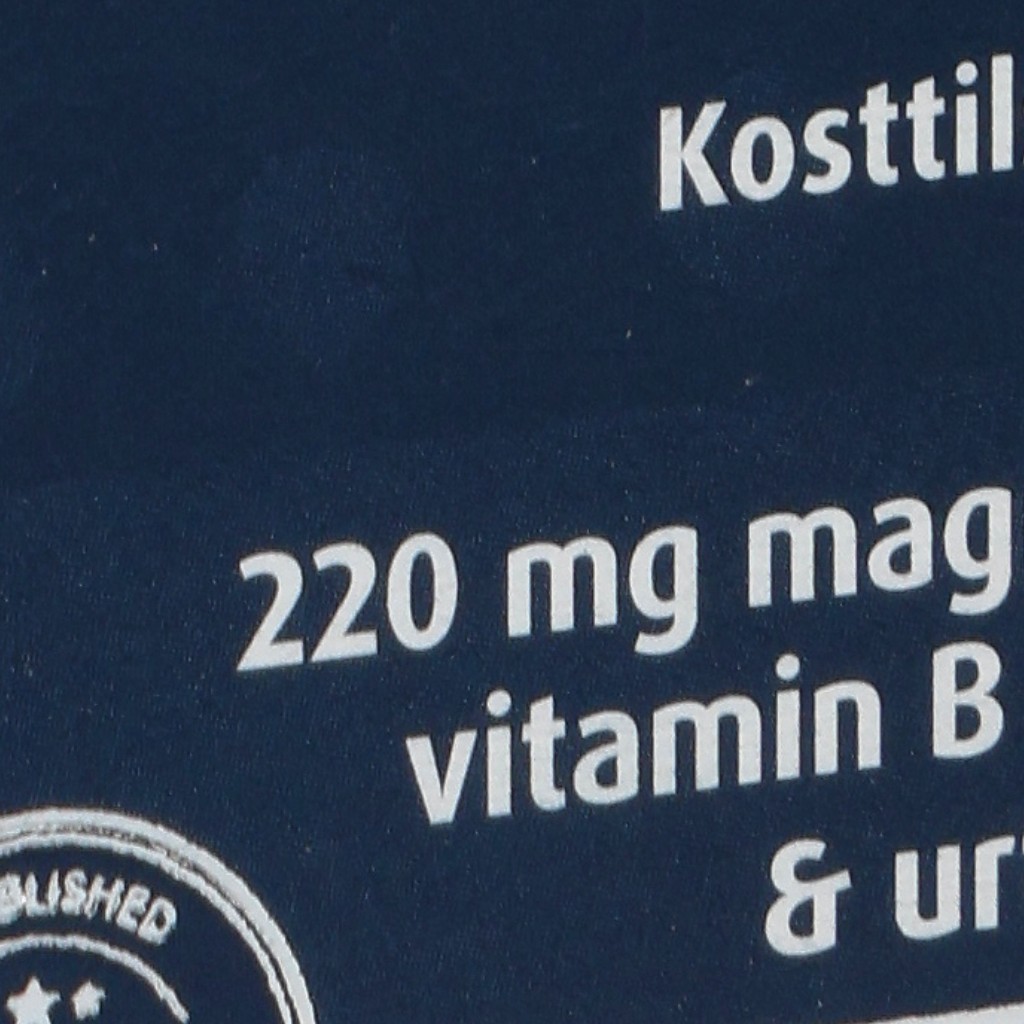 Kosttil
220 mg mag
vitamin B
& ur
BLISHED